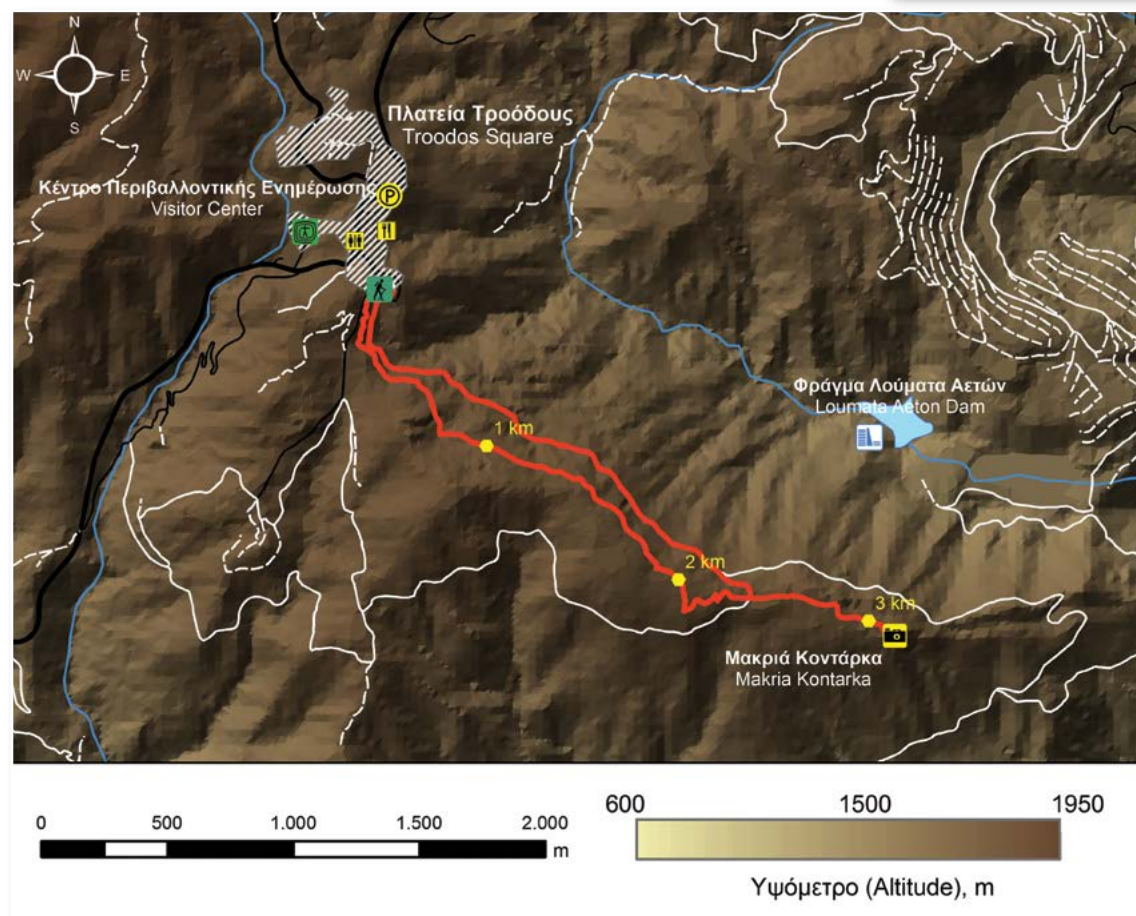 N
W E
S
Πλατεία Τροόδους
Troodos Square
Κέντρο Περιβαλλοντικής Ενημέρωσης
Visitor Center
P
Φράγμα Λούματα Αετών
Loumata Aeton Dam
1 km
2 km
3 km
Μακριά Κοντάρκα
Makria Kontarka
0 500 1.000 1.500 2.000
m
600 1500 1950
Υψόμετρο (Altitude), m